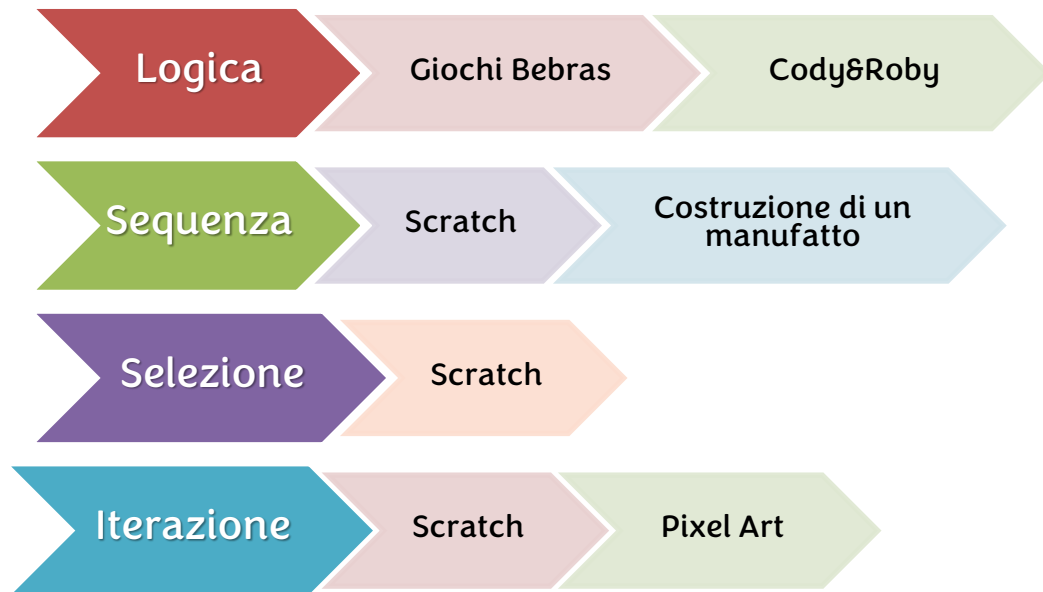 Logica
Giochi Bebras
Cody&Roby
Sequenza
Scratch
Costruzione di un
manufatto
Selezione
Scratch
Iterazione
Scratch
Pixel Art